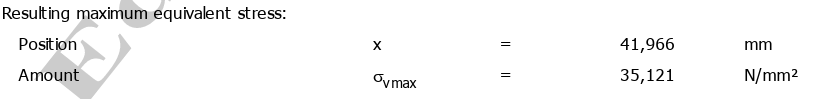 Resulting maximum equivalent stress:
Position x = 41,966 mm
Amount σvmax = 35,121 N/mm²